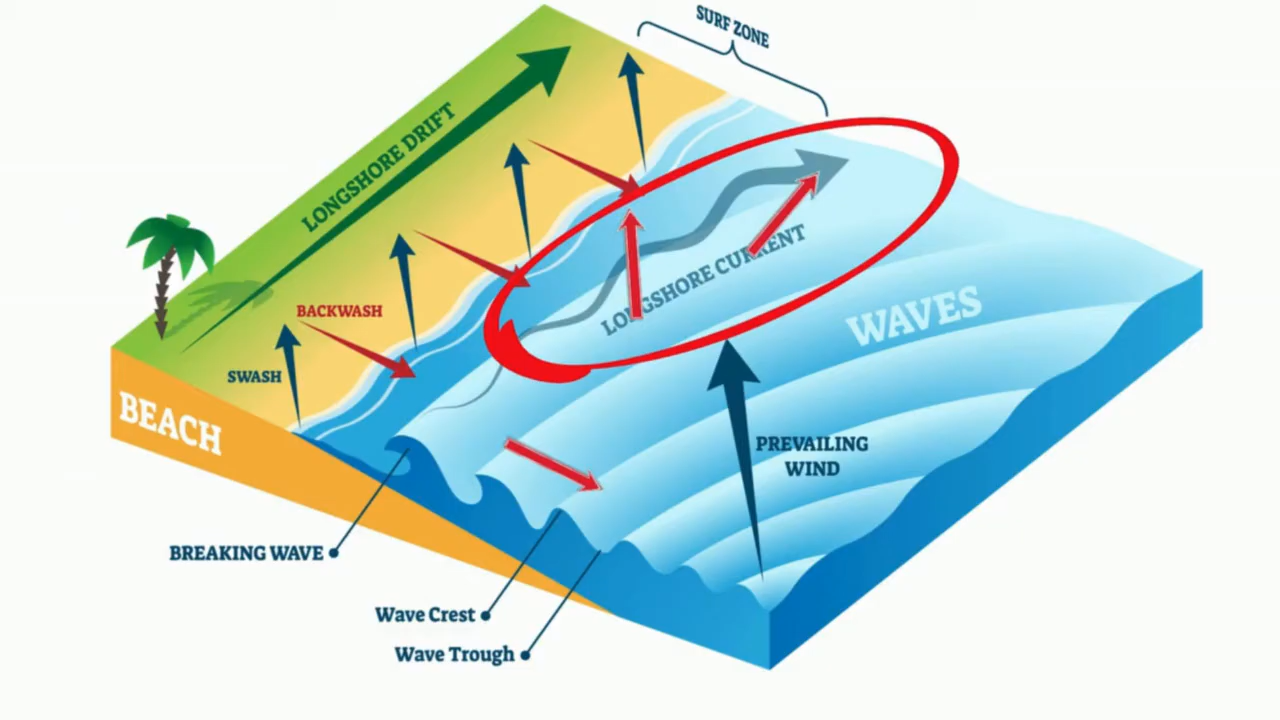 SURF ZONE
LONGSHORE DRIFT
LONGSHORE CURRENT
BACKWASH
WAVES
SWASH
BEACH
PREVAILING
WIND
BREAKING WAVE
Wave Crest
Wave Trough